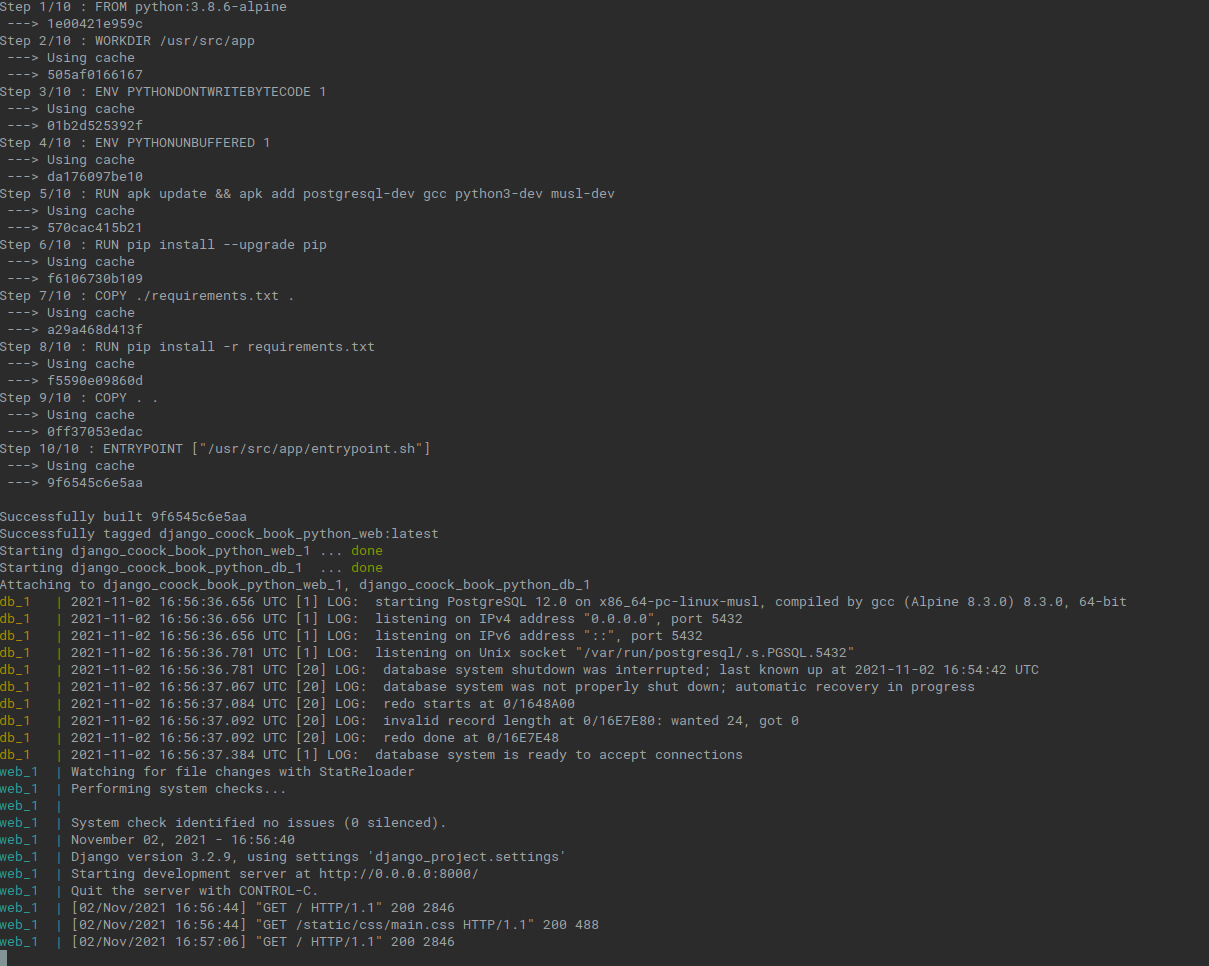 Step 1/10 : FROM python:3.8.6-alpine
 ---> 1e00421e959c
Step 2/10 : WORKDIR /usr/src/app
 ---> Using cache
 ---> 505af0166167
Step 3/10 : ENV PYTHONDONTWRITEBYTECODE 1
 ---> Using cache
 ---> 01b2d525392f
Step 4/10 : ENV PYTHONUNBUFFERED 1
 ---> Using cache
 ---> da176097be10
Step 5/10 : RUN apk update && apk add postgresql-dev gcc python3-dev musl-dev
 ---> Using cache
 ---> 570cac415b21
Step 6/10 : RUN pip install --upgrade pip
 ---> Using cache
 ---> f6106730b109
Step 7/10 : COPY ./requirements.txt .
 ---> Using cache
 ---> a29a468d413f
Step 8/10 : RUN pip install -r requirements.txt
 ---> Using cache
 ---> f5590e09860d
Step 9/10 : COPY . .
 ---> Using cache
 ---> 0ff37053edac
Step 10/10 : ENTRYPOINT ["/usr/src/app/entrypoint.sh"]
 ---> Using cache
 ---> 9f6545c6e5aa

Successfully built 9f6545c6e5aa
Successfully tagged django_coock_book_python_web:latest
Starting django_coock_book_python_web_1 ... done
Starting django_coock_book_python_db_1  ... done
Attaching to django_coock_book_python_web_1, django_coock_book_python_db_1
db_1   | 2021-11-02 16:56:36.656 UTC [1] LOG:  starting PostgreSQL 12.0 on x86_64-pc-linux-musl, compiled by gcc (Alpine 8.3.0) 8.3.0, 64-bit
db_1   | 2021-11-02 16:56:36.656 UTC [1] LOG:  listening on IPv4 address "0.0.0.0", port 5432
db_1   | 2021-11-02 16:56:36.656 UTC [1] LOG:  listening on IPv6 address "::", port 5432
db_1   | 2021-11-02 16:56:36.701 UTC [1] LOG:  listening on Unix socket "/var/run/postgresql/.s.PGSQL.5432"
db_1   | 2021-11-02 16:56:36.781 UTC [20] LOG:  database system shutdown was interrupted; last known up at 2021-11-02 16:54:42 UTC
db_1   | 2021-11-02 16:56:37.067 UTC [20] LOG:  database system was not properly shut down; automatic recovery in progress
db_1   | 2021-11-02 16:56:37.084 UTC [20] LOG:  redo starts at 0/1648A00
db_1   | 2021-11-02 16:56:37.092 UTC [20] LOG:  invalid record length at 0/16E7E80: wanted 24, got 0
db_1   | 2021-11-02 16:56:37.092 UTC [20] LOG:  redo done at 0/16E7E48
db_1   | 2021-11-02 16:56:37.384 UTC [1] LOG:  database system is ready to accept connections
web_1  | Watching for file changes with StatReloader
web_1  | Performing system checks...
web_1  |
web_1  | System check identified no issues (0 silenced).
web_1  | November 02, 2021 - 16:56:40
web_1  | Django version 3.2.9, using settings 'django_project.settings'
web_1  | Starting development server at http://0.0.0.0:8000/
web_1  | Quit the server with CONTROL-C.
web_1  | [02/Nov/2021 16:56:44] "GET / HTTP/1.1" 200 2846
web_1  | [02/Nov/2021 16:56:44] "GET /static/css/main.css HTTP/1.1" 200 488
web_1  | [02/Nov/2021 16:57:06] "GET / HTTP/1.1" 200 2846